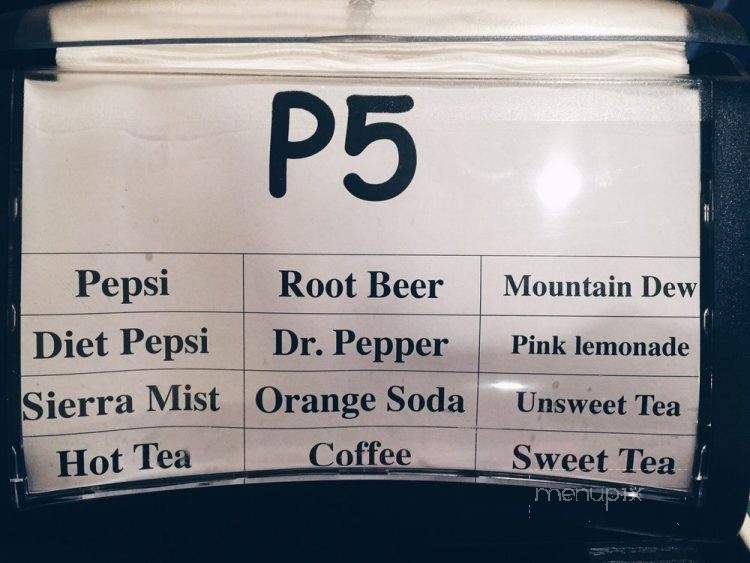 P5
Pepsi Root Beer Mountain Dew
Diet Pepsi Dr. Pepper Pink lemonade
Sierra Mist Orange Soda Unsweet Tea
Hot Tea Coffee Sweet Tea
menupix